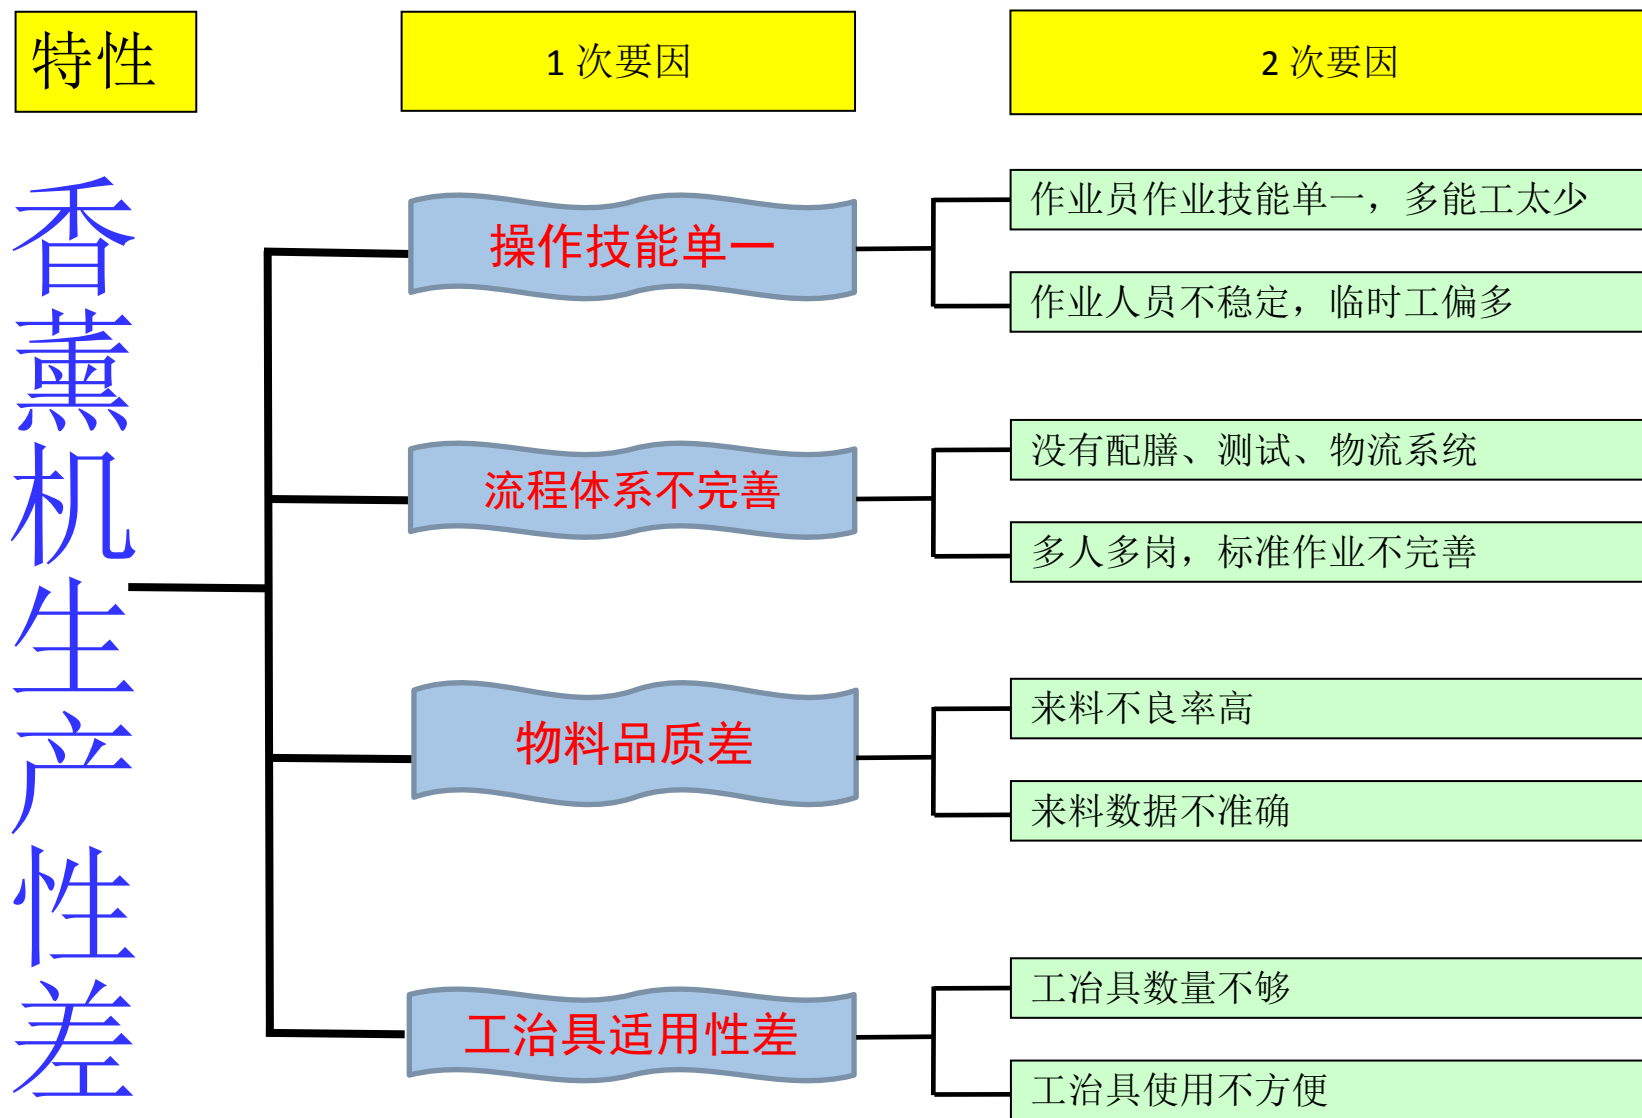 特性
1 次要因
2 次要因
香薰机生产性差
操作技能单一
作业员作业技能单一，多能工太少
作业人员不稳定，临时工偏多
流程体系不完善
没有配膳、测试、物流系统
多人多岗，标准作业不完善
物料品质差
来料不良率高
来料数据不准确
工治具适用性差
工冶具数量不够
工治具使用不方便